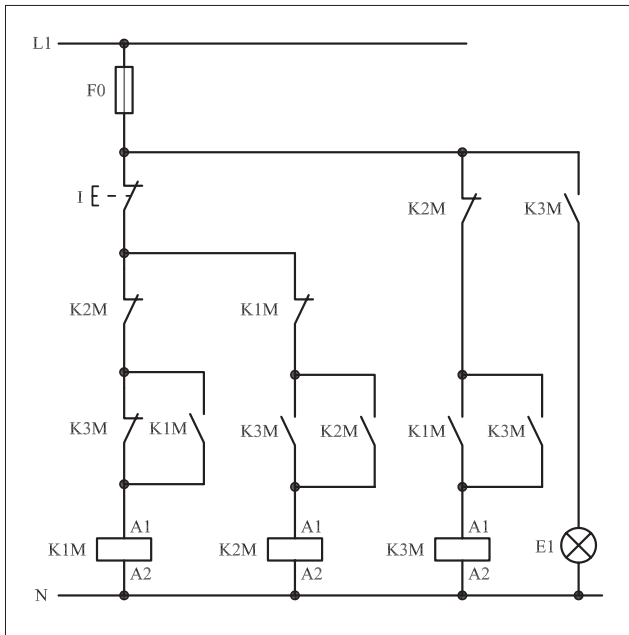 L1
F0
I
K2M K3M
K2M K1M
K3M K1M K3M K2M K1M K3M
A1 A1 A1
K1M K2M K3M E1
A2 A2 A2
N